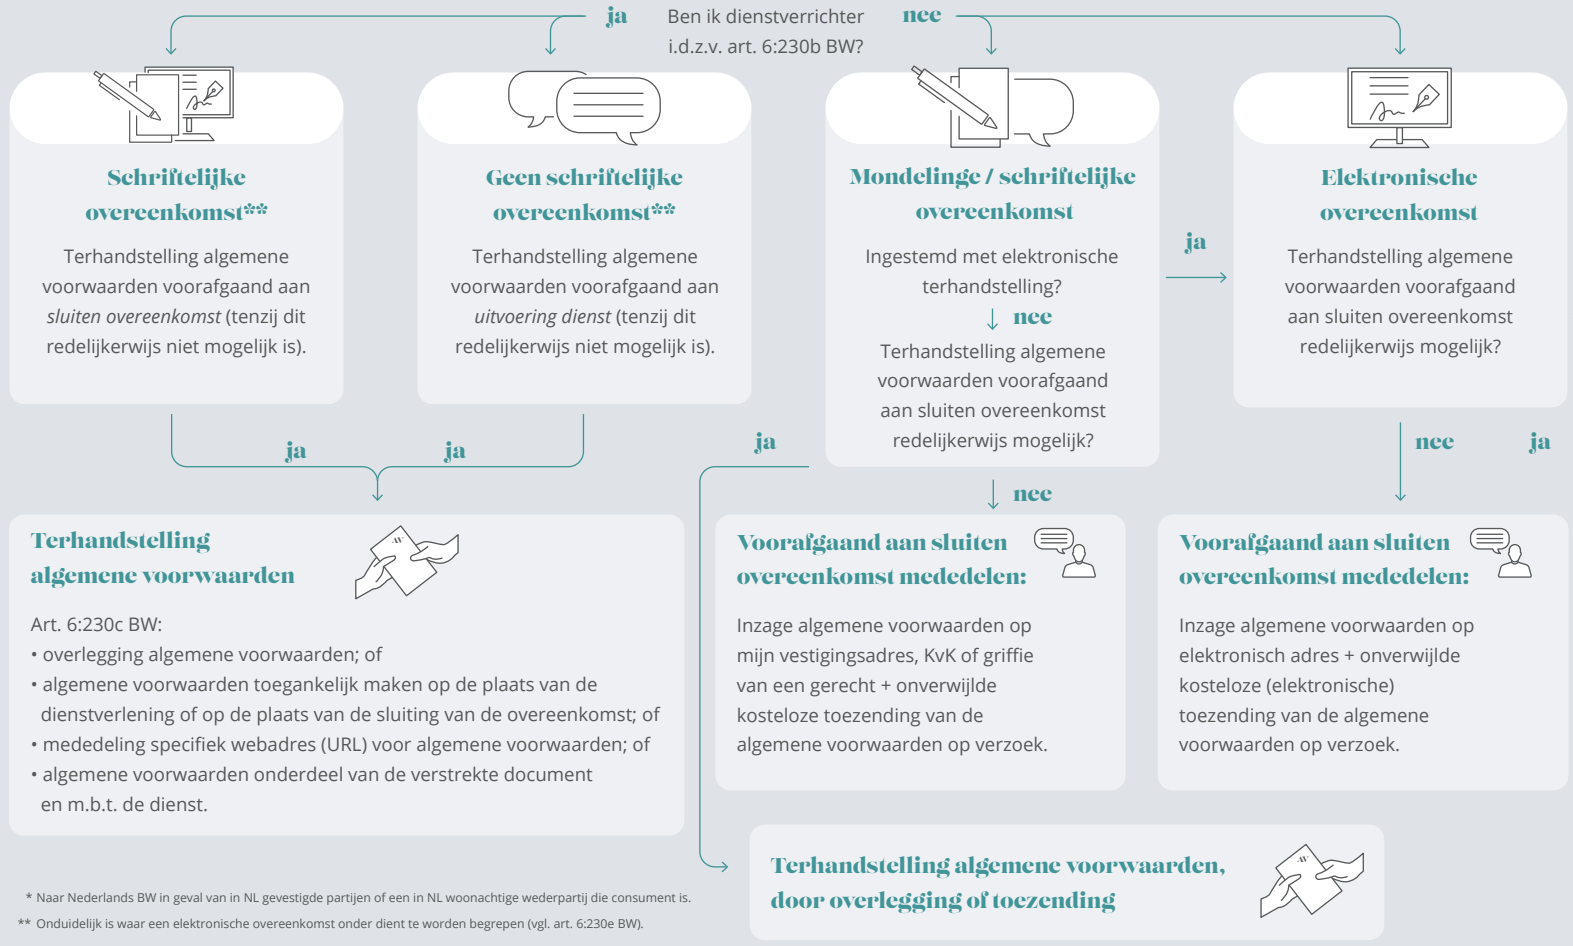 ja
Ben ik dienstverrichter
i.d.z.v. art. 6:230b BW?
nee
Schriftelijke
overeenkomst**
Terhandstelling algemene
voorwaarden voorafgaand aan
sluiten overeenkomst (tenzij dit
redelijkerwijs niet mogelijk is).
Geen schriftelijke
overeenkomst**
Terhandstelling algemene
voorwaarden voorafgaand aan
uitvoering dienst (tenzij dit
redelijkerwijs niet mogelijk is).
Mondelinge / schriftelijke
overeenkomst
Ingestemd met elektronische
terhandstelling?
nee
Terhandstelling algemene
voorwaarden voorafgaand
aan sluiten overeenkomst
redelijkerwijs mogelijk?
ja
Elektronische
overeenkomst
Terhandstelling algemene
voorwaarden voorafgaand
aan sluiten overeenkomst
redelijkerwijs mogelijk?
ja
ja
ja
nee
nee
ja
Terhandstelling
algemene voorwaarden
AV
Art. 6:230c BW:
• overlegging algemene voorwaarden; of
• algemene voorwaarden toegankelijk maken op de plaats van de
dienstverlening of op de plaats van de sluiting van de overeenkomst; of
• mededeling specifiek webadres (URL) voor algemene voorwaarden; of
• algemene voorwaarden onderdeel van de verstrekte document
en m.b.t. de dienst.
Voorafgaand aan sluiten
overeenkomst mededelen:
Inzage algemene voorwaarden op
mijn vestigingsadres, KvK of griffie
van een gerecht + onverwijlde
kosteloze toezending van de
algemene voorwaarden op verzoek.
Voorafgaand aan sluiten
overeenkomst mededelen:
Inzage algemene voorwaarden op
elektronisch adres + onverwijlde
kosteloze (elektronische)
toezending van de algemene
voorwaarden op verzoek.
Terhandstelling algemene voorwaarden,
door overlegging of toezending
AV
* Naar Nederlands BW in geval van in NL gevestigde partijen of een in NL woonachtige wederpartij die consument is.
** Onduidelijk is waar een elektronische overeenkomst onder dient te worden begrepen (vgl. art. 6:230e BW).